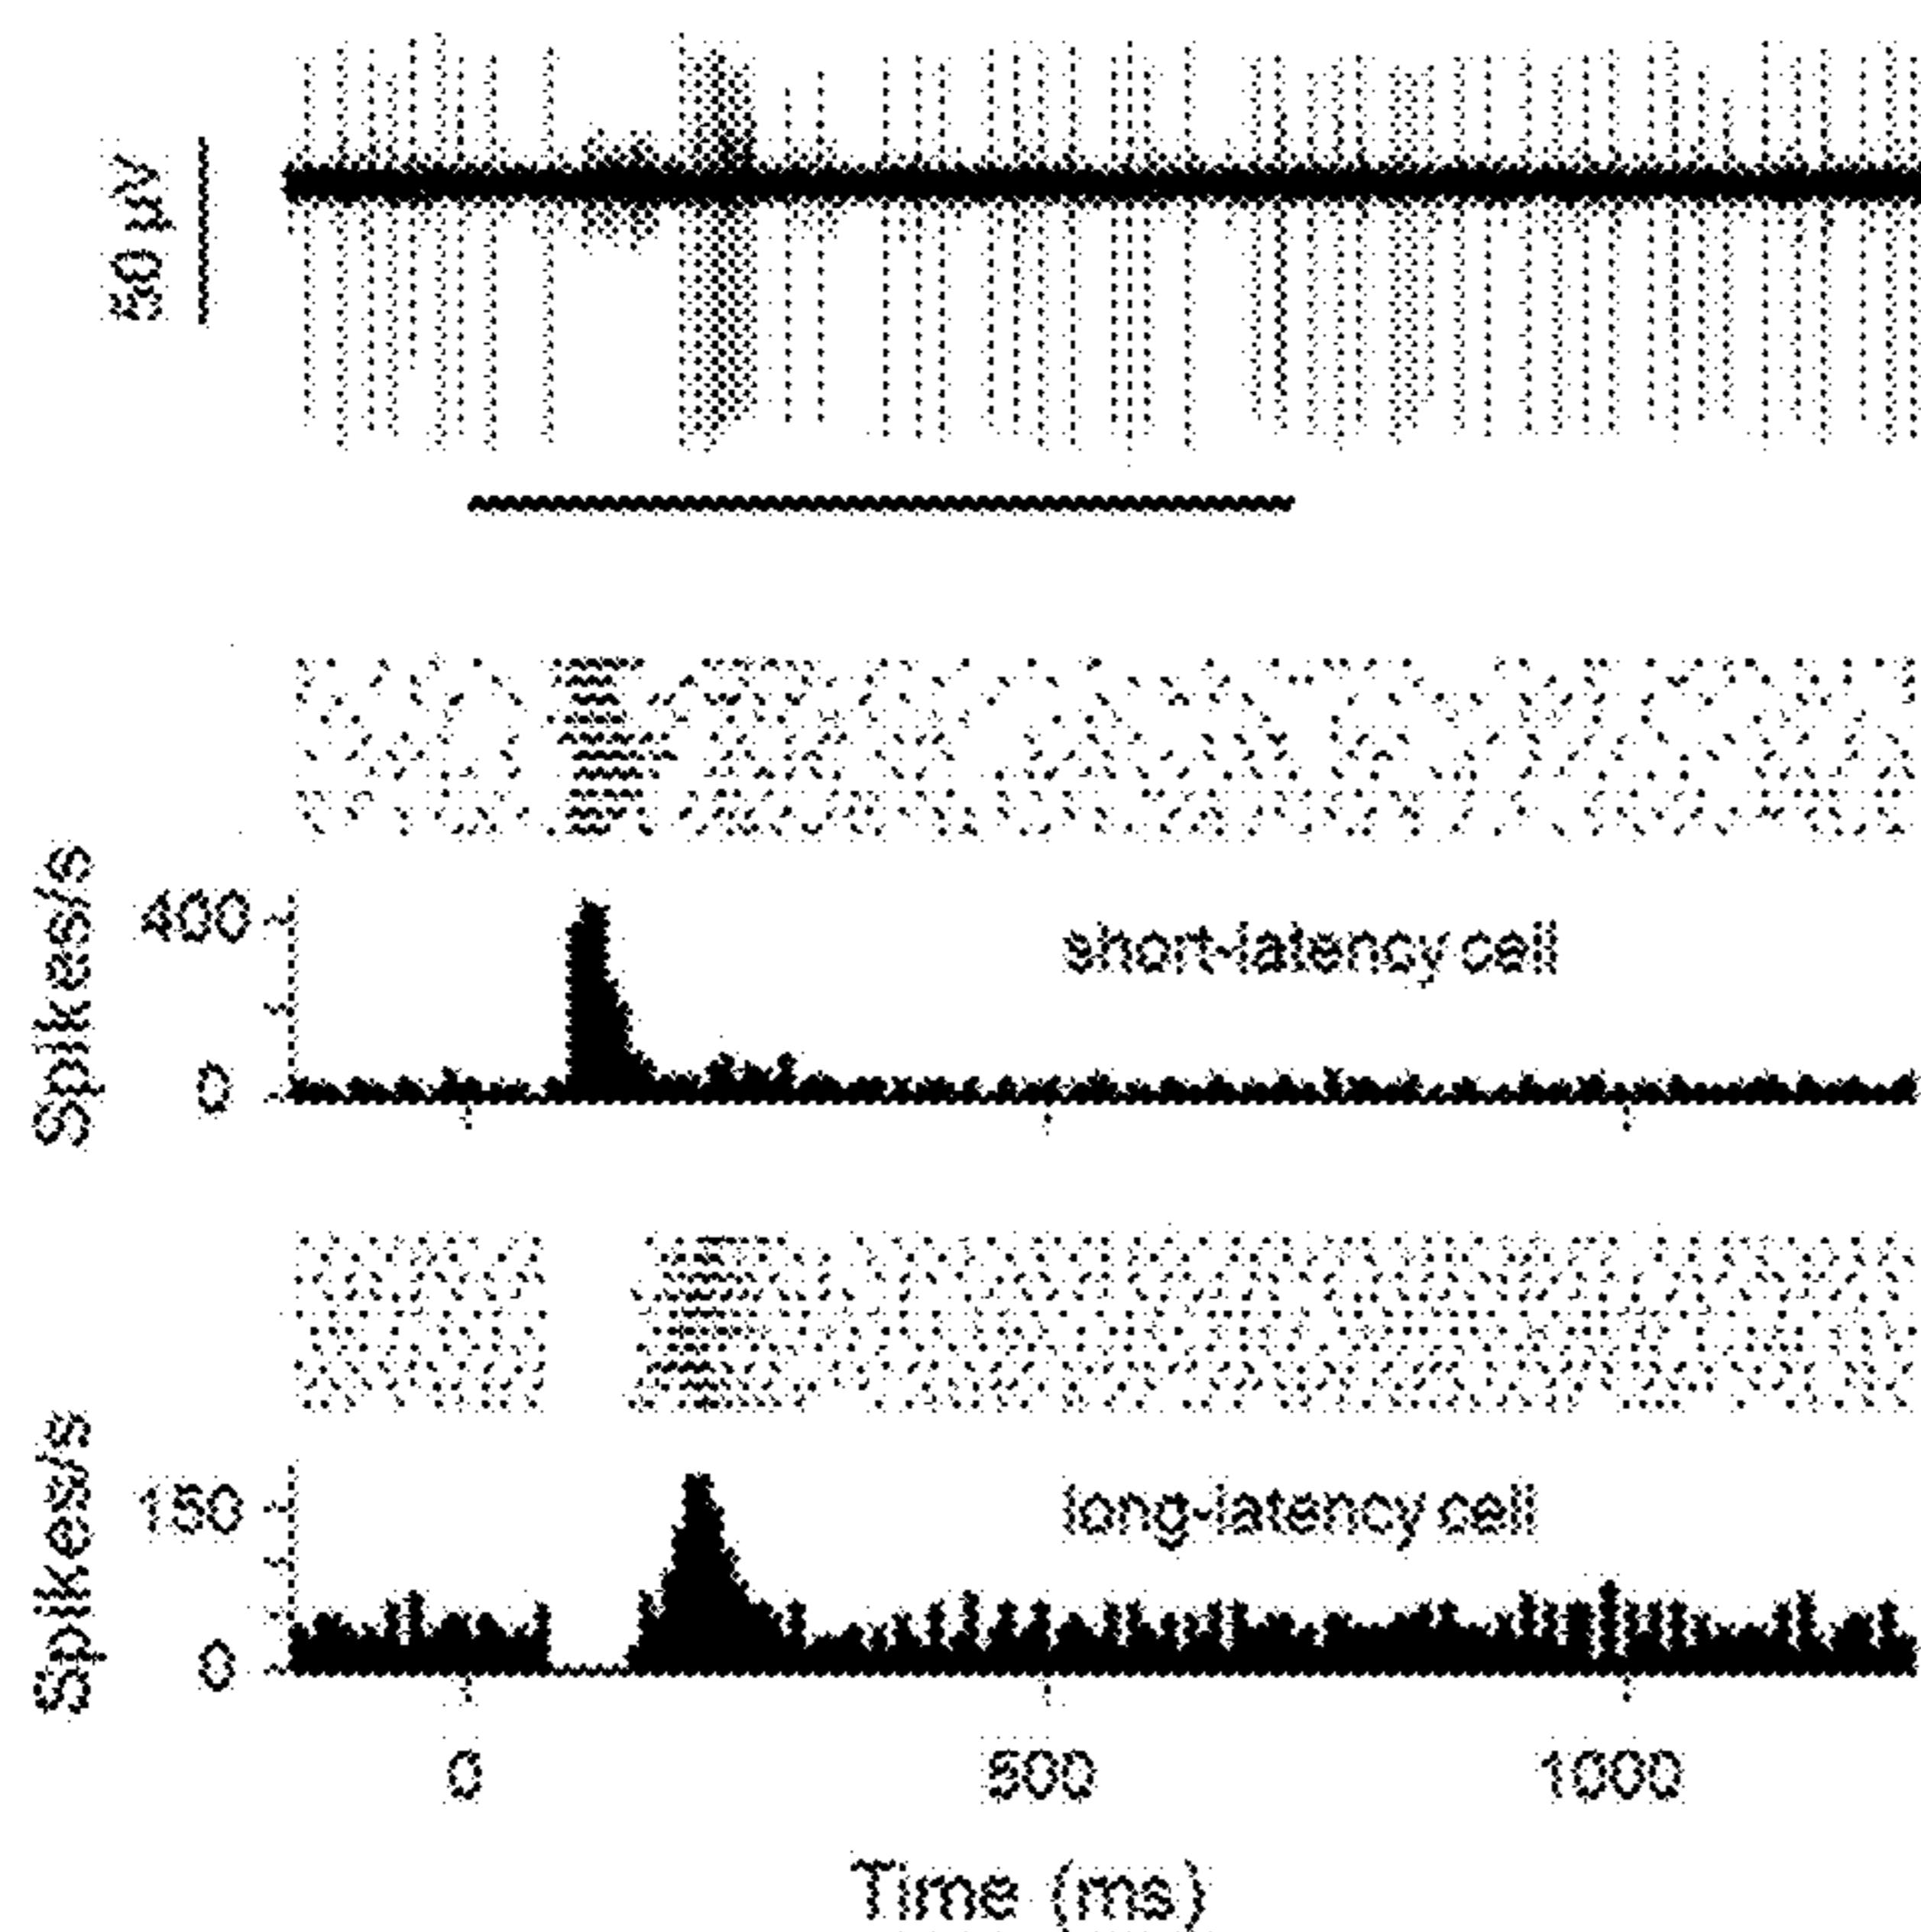 50 µV
Spikes/s
400
0
short-latency cell
Spikes/s
150
0
long-latency cell
0 500 1000
Time (ms)